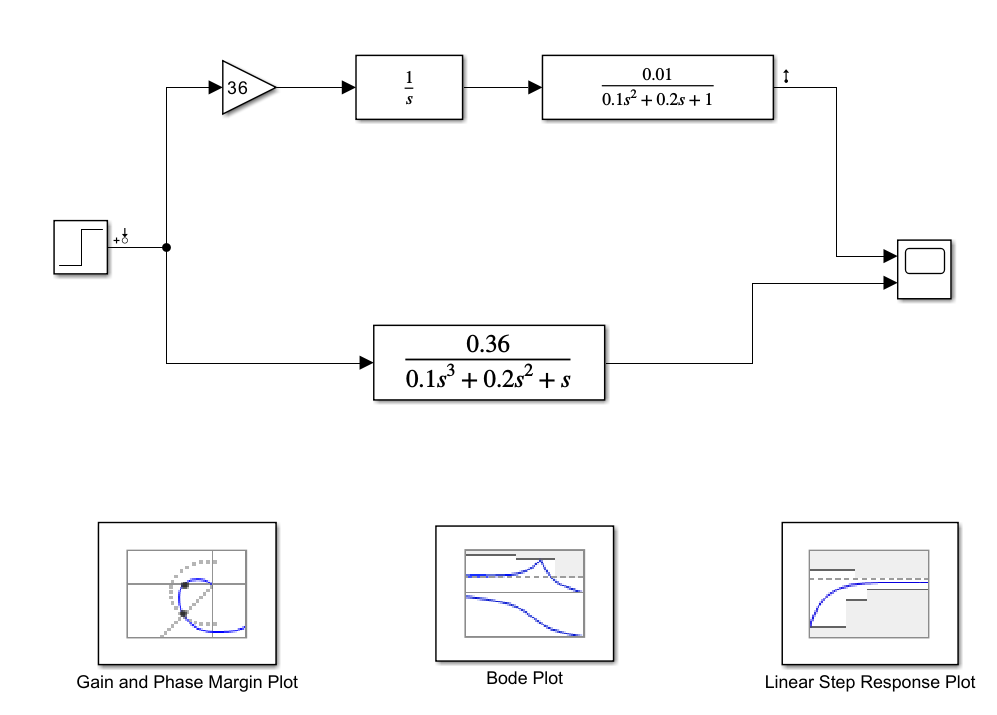 36
1
s
0.01
0.1s² + 0.2s + 1
+
0.36
0.1s³ + 0.2s² + s
Gain and Phase Margin Plot
Bode Plot
Linear Step Response Plot